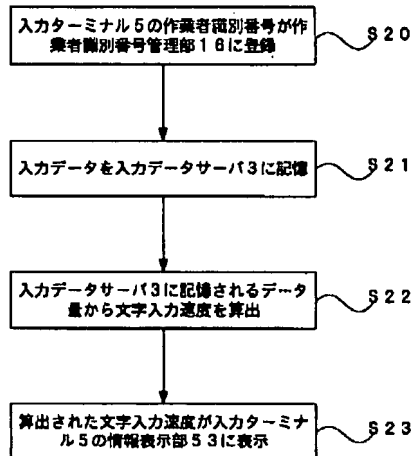 入力ターミナル5の作業者識別番号が作
業者識別番号管理部16に登録
S20
入力データを入力データサーバ3に記憶
S21
入力データサーバ3に記憶されるデータ
量から文字入力速度を算出
S22
算出された文字入力速度が入力ターミナ
ル5の情報表示部53に表示
S23